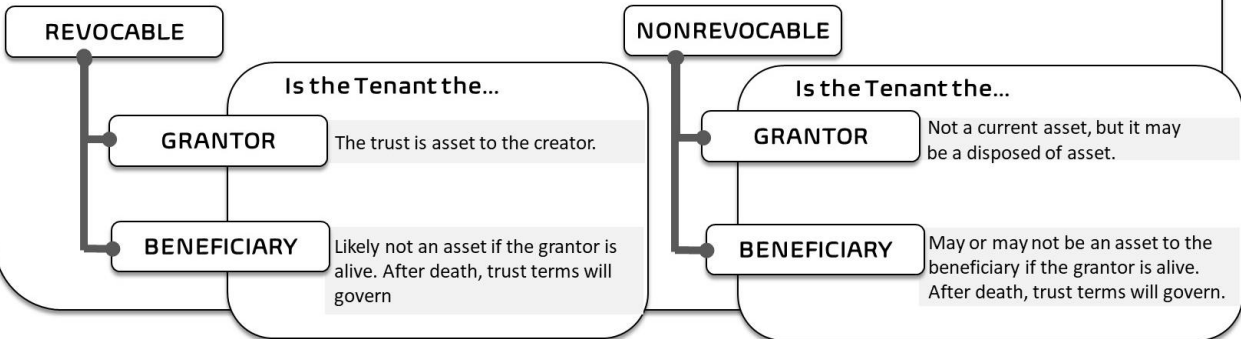 REVOCABLE
Is the Tenant the...
GRANTOR
The trust is asset to the creator.
BENEFICIARY
Likely not an asset if the grantor is
alive. After death, trust terms will
govern
NONREVOCABLE
Is the Tenant the...
GRANTOR
Not a current asset, but it may
be a disposed of asset.
BENEFICIARY
May or may not be an asset to the
beneficiary if the grantor is alive.
After death, trust terms will govern.